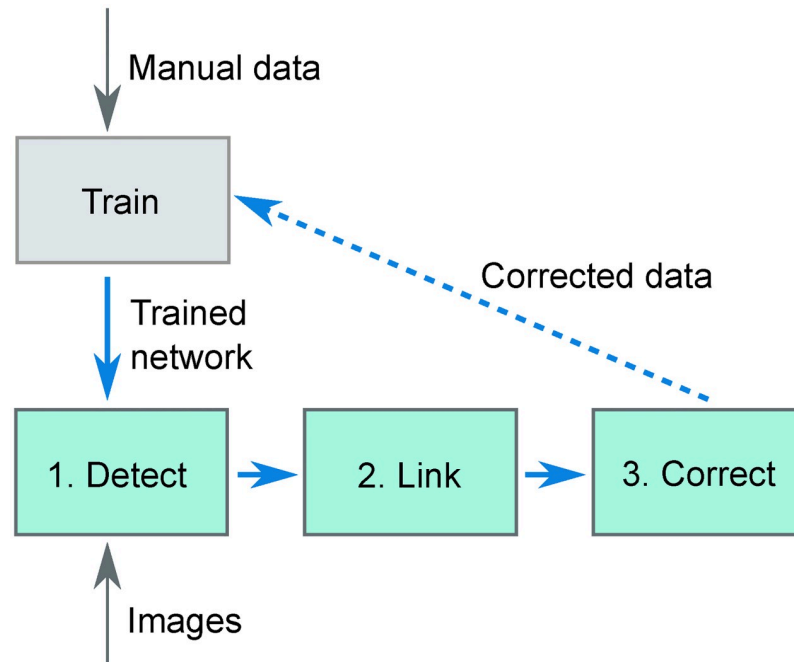 Manual data
Train
Corrected data
Trained
network
1. Detect
2. Link
3. Correct
Images